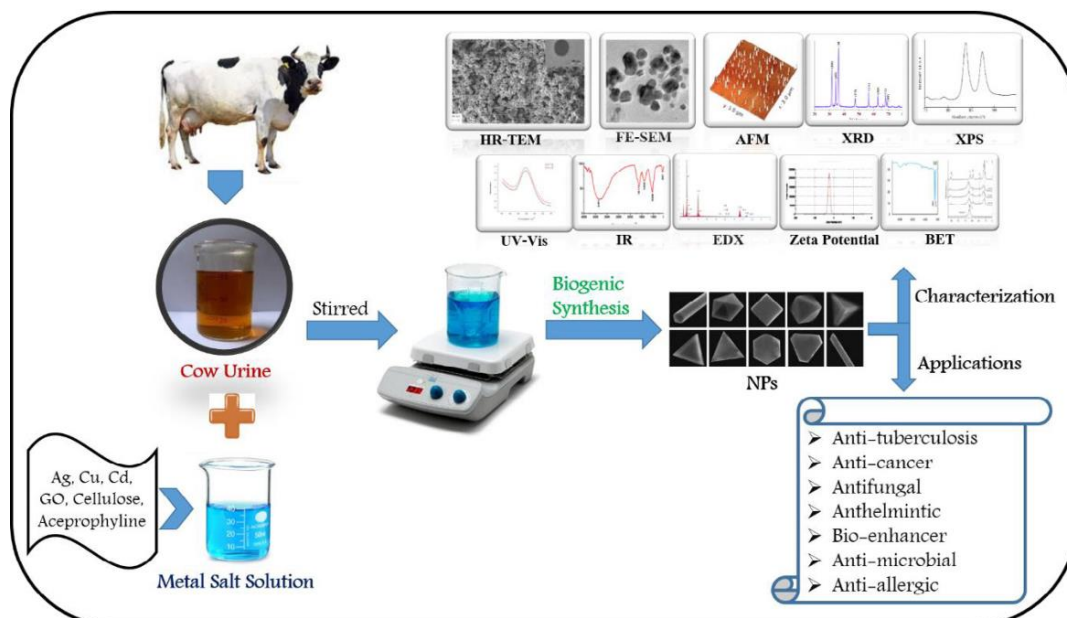 HR-TEM
FE-SEM
AFM
XRD
XPS
UV-Vis
IR
EDX
Zeta Potential
BET
Cow Urine
Stirred
Biogenic
Synthesis
NPs
Characterization
Applications
Ag, Cu, Cd,
GO, Cellulose,
Aceprophyline
Metal Salt Solution
Anti-tuberculosis
Anti-cancer
Antifungal
Anthelmintic
Bio-enhancer
Anti-microbial
Anti-allergic